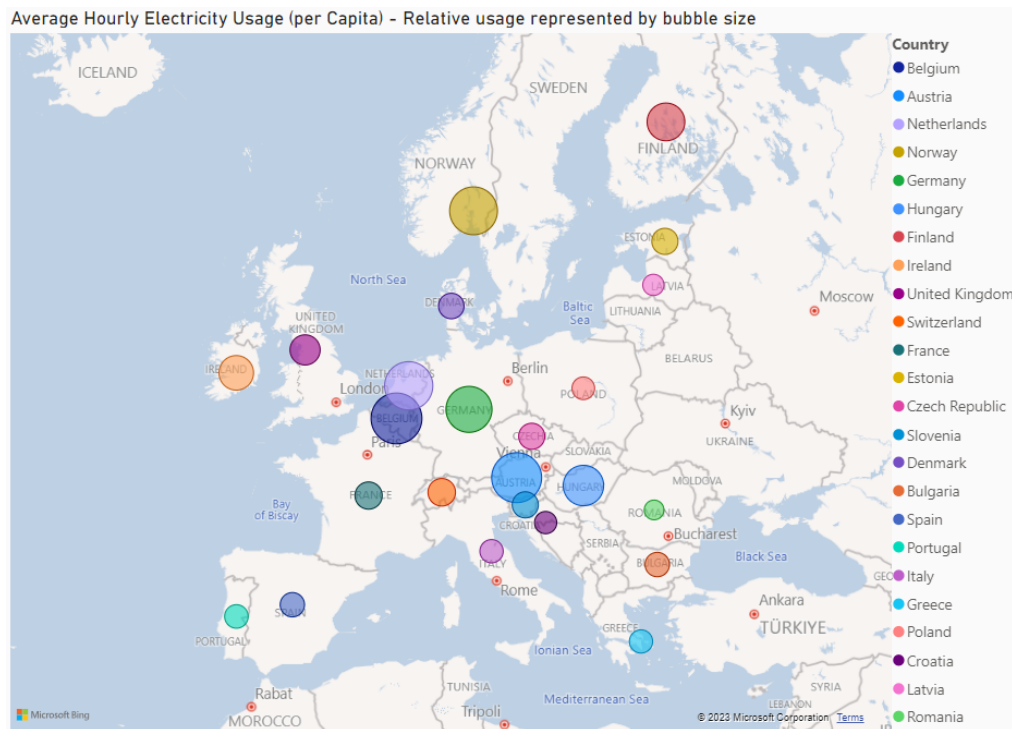 Average Hourly Electricity Usage (per Capita) - Relative usage represented by bubble size
ICELAND
SWEDEN
FINLAND
NORWAY
ESTONIA
North Sea
DENMARK
LATVIA
Baltic
Sea
LITHUANIA
Moscow
UNITED
KINGDOM
IRELAND
NETHERLANDS
Berlin
BELARUS
London
POLAND
BELGIUM
GERMANY
Kyiv
UKRAINE
Paris
CZECHIA
Vienna
SLOVAKIA
AUSTRIA
HUNGARY
MOLDOVA
FRANCE
Bay
of Biscay
ROMANIA
CROATIA
Bucharest
SERBIA
Black Sea
BULGARIA
ITALY
Rome
GEO
Ankara
TÜRKIYE
SPAIN
PORTUGAL
GREECE
Ionian Sea
Mediterranean Sea
TUNISIA
SYRIA
LEBANON
Rabat
MOROCCO
Tripoli
Microsoft Bing
© 2023 Microsoft Corporation Terms
Country
Belgium
Austria
Netherlands
Norway
Germany
Hungary
Finland
Ireland
United Kingdom
Switzerland
France
Estonia
Czech Republic
Slovenia
Denmark
Bulgaria
Spain
Portugal
Italy
Greece
Poland
Croatia
Latvia
Romania